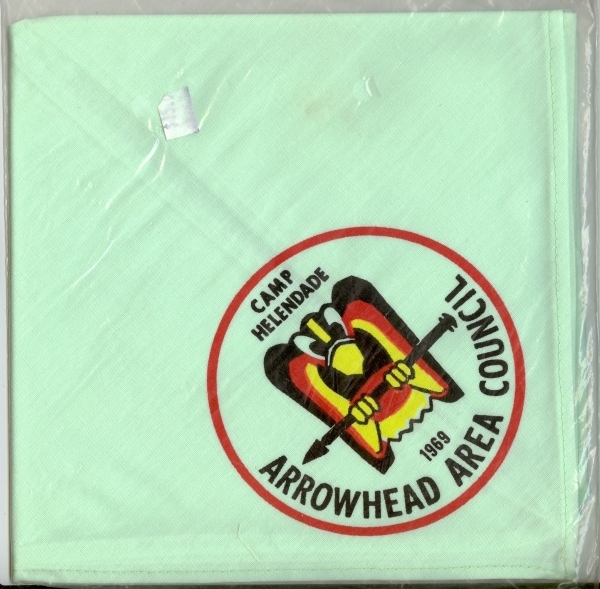 CAMP
HELENDADE
1969
ARROWHEAD AREA COUNCIL